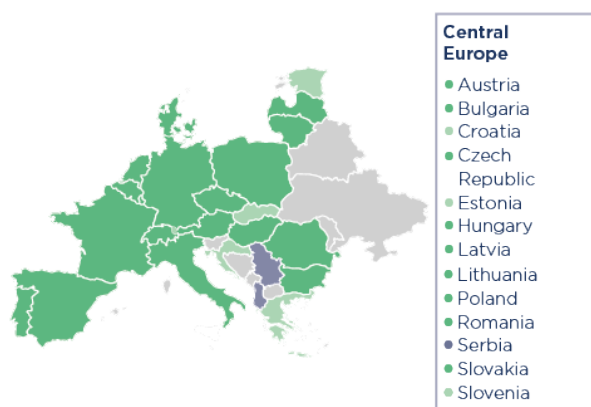 Central
Europe
Austria
Bulgaria
Croatia
Czech
Republic
Estonia
Hungary
Latvia
Lithuania
Poland
Romania
Serbia
Slovakia
Slovenia